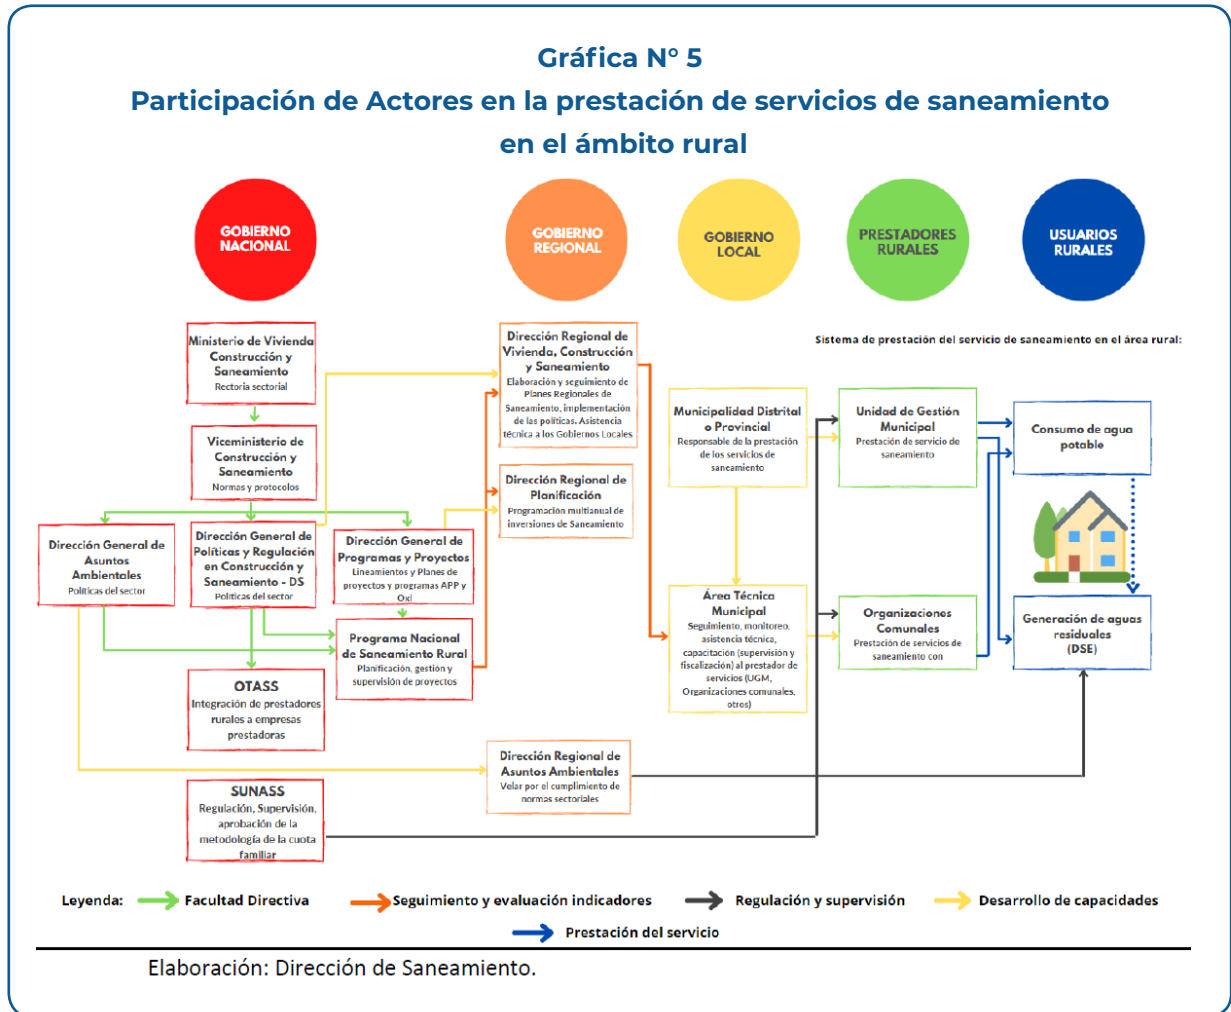 Gráfica N° 5
Participación de Actores en la prestación de servicios de saneamiento
en el ámbito rural
GOBIERNO
NACIONAL
GOBIERNO
REGIONAL
GOBIERNO
LOCAL
PRESTADORES
RURALES
USUARIOS
RURALES
Sistema de prestación del servicio de saneamiento en el área rural:
Ministerio de Vivienda
Construcción y
Saneamiento
Rectoria sectorial
Viceministerio de
Construcción y
Saneamiento
Normas y protocolos
Dirección General de
Asuntos
Ambientales
Políticas del sector
Dirección General de
Políticas y Regulación
en Construcción y
Saneamiento - DS
Políticas del sector
Dirección General de
Programas y Proyectos
Lineamientos y Planes de
proyectos y programas APP y
OxI
Programa Nacional
de Saneamiento Rural
Planificación, gestión y
supervisión de proyectos
OTASS
Integración de prestadores
rurales a empresas
prestadoras
SUNASS
Regulación, Supervisión,
aprobación de la
metodología de la cuota
familiar
Dirección Regional de
Vivienda, Construcción
y Saneamiento
Elaboración y seguimiento de
Planes Regionales de
Saneamiento, implementación
de las políticas. Asistencia
técnica a los Gobiernos Locales
Dirección Regional de
Planificación
Programación multianual de
inversiones de Saneamiento
Dirección Regional de
Asuntos Ambientales
Velar por el cumplimiento de
normas sectoriales
Municipalidad Distrital
o Provincial
Responsable de la prestación
de los servicios de
saneamiento
Área Técnica
Municipal
Seguimiento, monitoreo,
asistencia técnica,
capacitación (supervisión y
fiscalización) al prestador de
servicios (UGM,
Organizaciones comunales,
otros)
Unidad de Gestión
Municipal
Prestación de servicio de
saneamiento
Organizaciones
Comunales
Prestación de servicios de
saneamiento con
Consumo de agua
potable
Generación de aguas
residuales
(DSE)
Leyenda:
Facultad Directiva
Seguimiento y evaluación indicadores
Regulación y supervisión
Desarrollo de capacidades
Prestación del servicio
Elaboración: Dirección de Saneamiento.